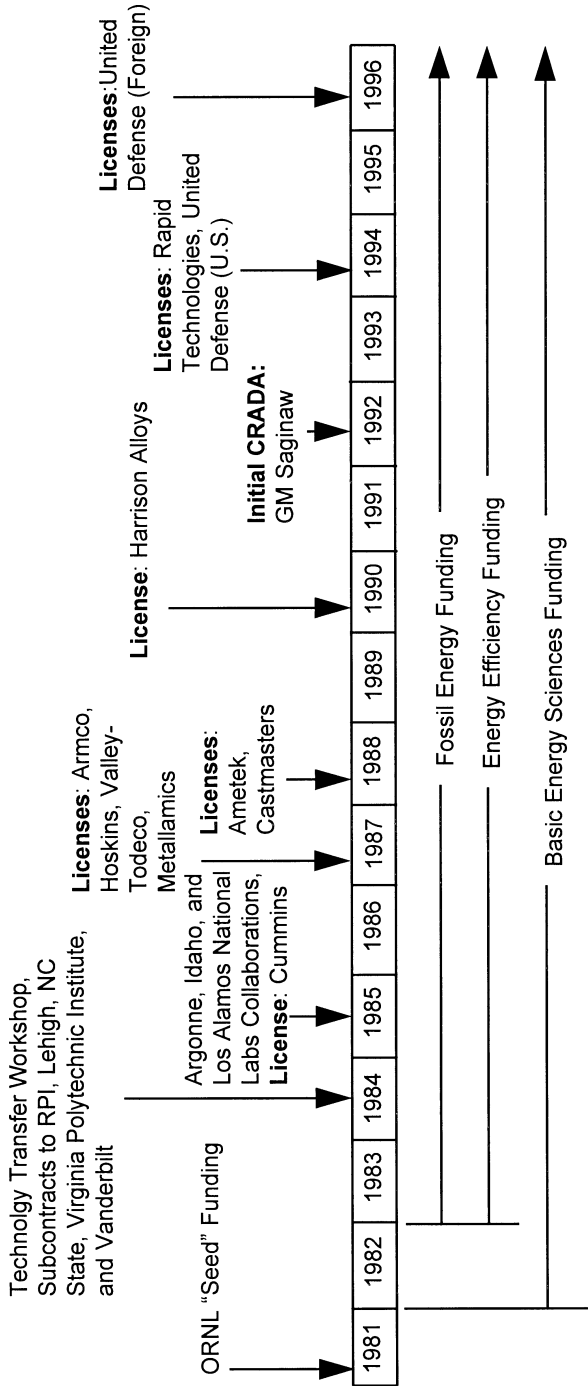 Technolgy Transfer Workshop,
Subcontracts to RPI, Lehigh, NC
State, Virginia Polytechnic Institute,
and Vanderbilt
ORNL “Seed” Funding
Argonne, Idaho, and
Los Alamos National
Labs Collaborations,
License: Cummins
Licenses: Armco,
Hoskins, Valley-
Todeco,
Metallamics
Licenses:
Ametek,
Castmasters
License: Harrison Alloys
Initial CRADA:
GM Saginaw
Licenses: Rapid
Technologies, United
Defense (U.S.)
Licenses:United
Defense (Foreign)
1981 1982 1983 1984 1985 1986 1987 1988 1989 1990 1991 1992 1993 1994 1995 1996
Fossil Energy Funding
Energy Efficiency Funding
Basic Energy Sciences Funding